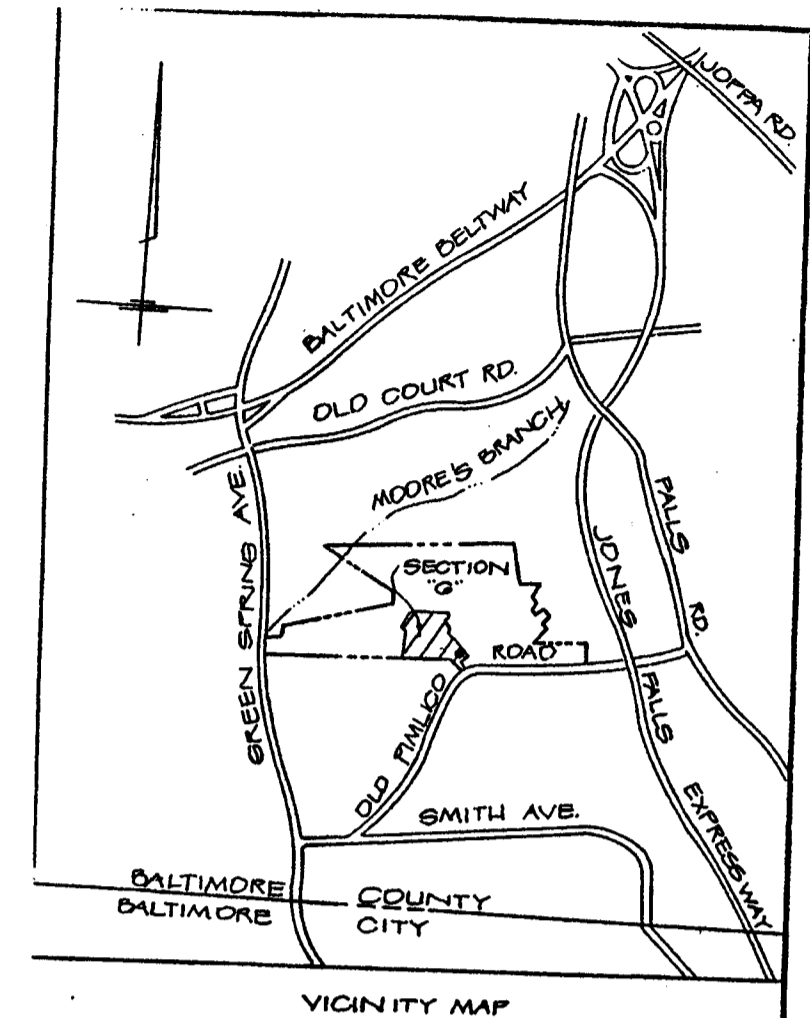 JOPPA RD.
BALTIMORE BELTWAY
OLD COURT RD.
MOORE'S BRANCH
GREEN SPRING AVE.
FALLS RD.
JONES FALLS EXPRESSWAY
SECTION
"G"
OLD PIMLICO ROAD
SMITH AVE.
BALTIMORE COUNTY
BALTIMORE CITY
VICINITY MAP